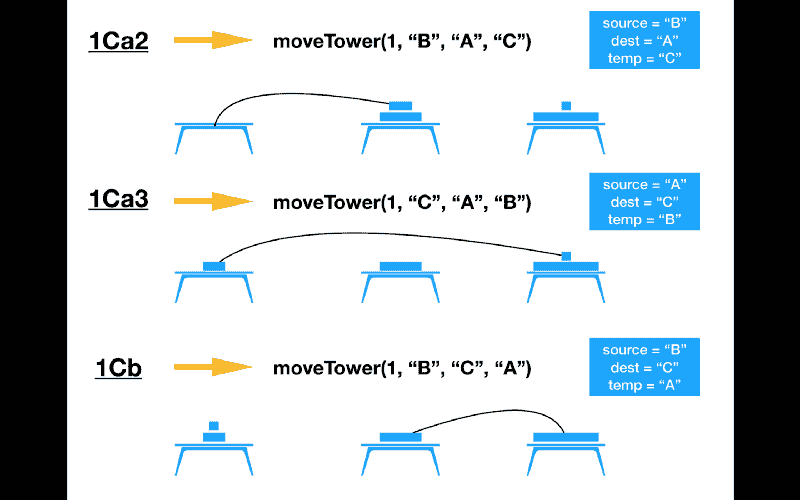 1Ca2
moveTower(1, “B”, “A”, “C”)
source = “B”
dest = “A”
temp = “C”
1Ca3
moveTower(1, “C”, “A”, “B”)
source = “A”
dest = “C”
temp = “B”
1Cb
moveTower(1, “B”, “C”, “A”)
source = “B”
dest = “C”
temp = “A”